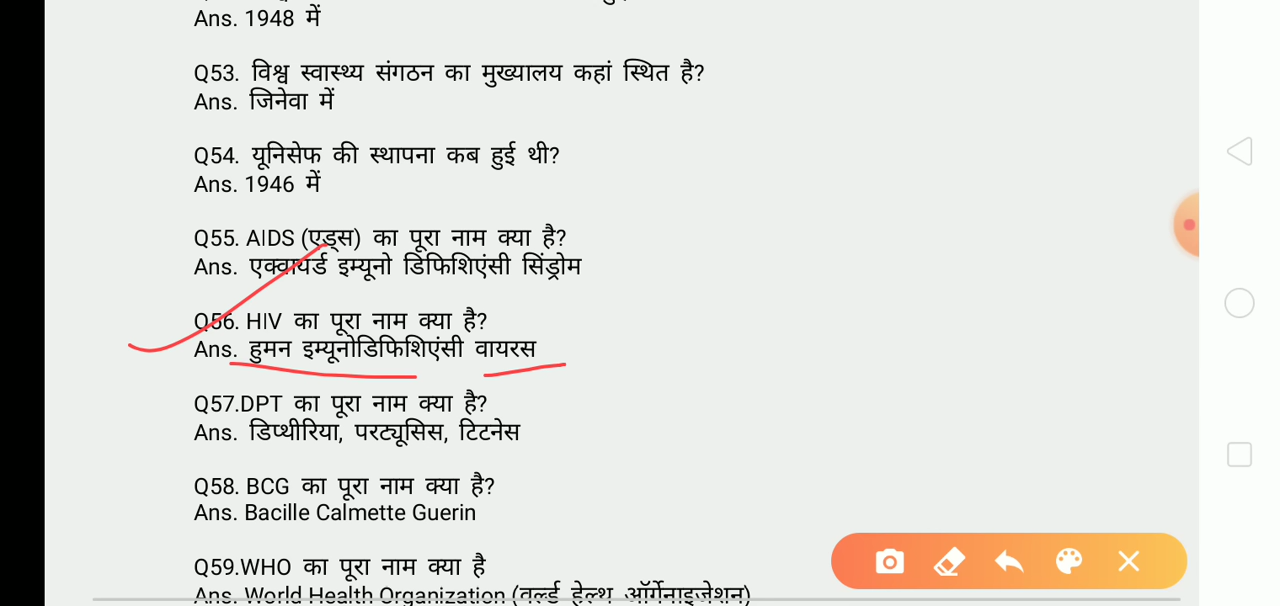 Ans. 1948 में
Q53. विश्व स्वास्थ्य संगठन का मुख्यालय कहां स्थित है?
Ans. जिनेवा में
Q54. यूनिसेफ की स्थापना कब हुई थी?
Ans. 1946 में
Q55. AIDS (एड्स) का पूरा नाम क्या है?
Ans. एक्वायर्ड इम्यूनो डिफिशिएंसी सिंड्रोम
Q56. HIV का पूरा नाम क्या है?
Ans. हुमन इम्यूनोडिफिशिएंसी वायरस
Q57.DPT का पूरा नाम क्या है?
Ans. डिप्थीरिया, परट्यूसिस, टिटनेस
Q58. BCG का पूरा नाम क्या है?
Ans. Bacille Calmette Guerin
Q59.WHO का पूरा नाम क्या है
Ans. World Health Organization (वर्ल्ड हेल्थ ऑर्गेनाइजेशन)